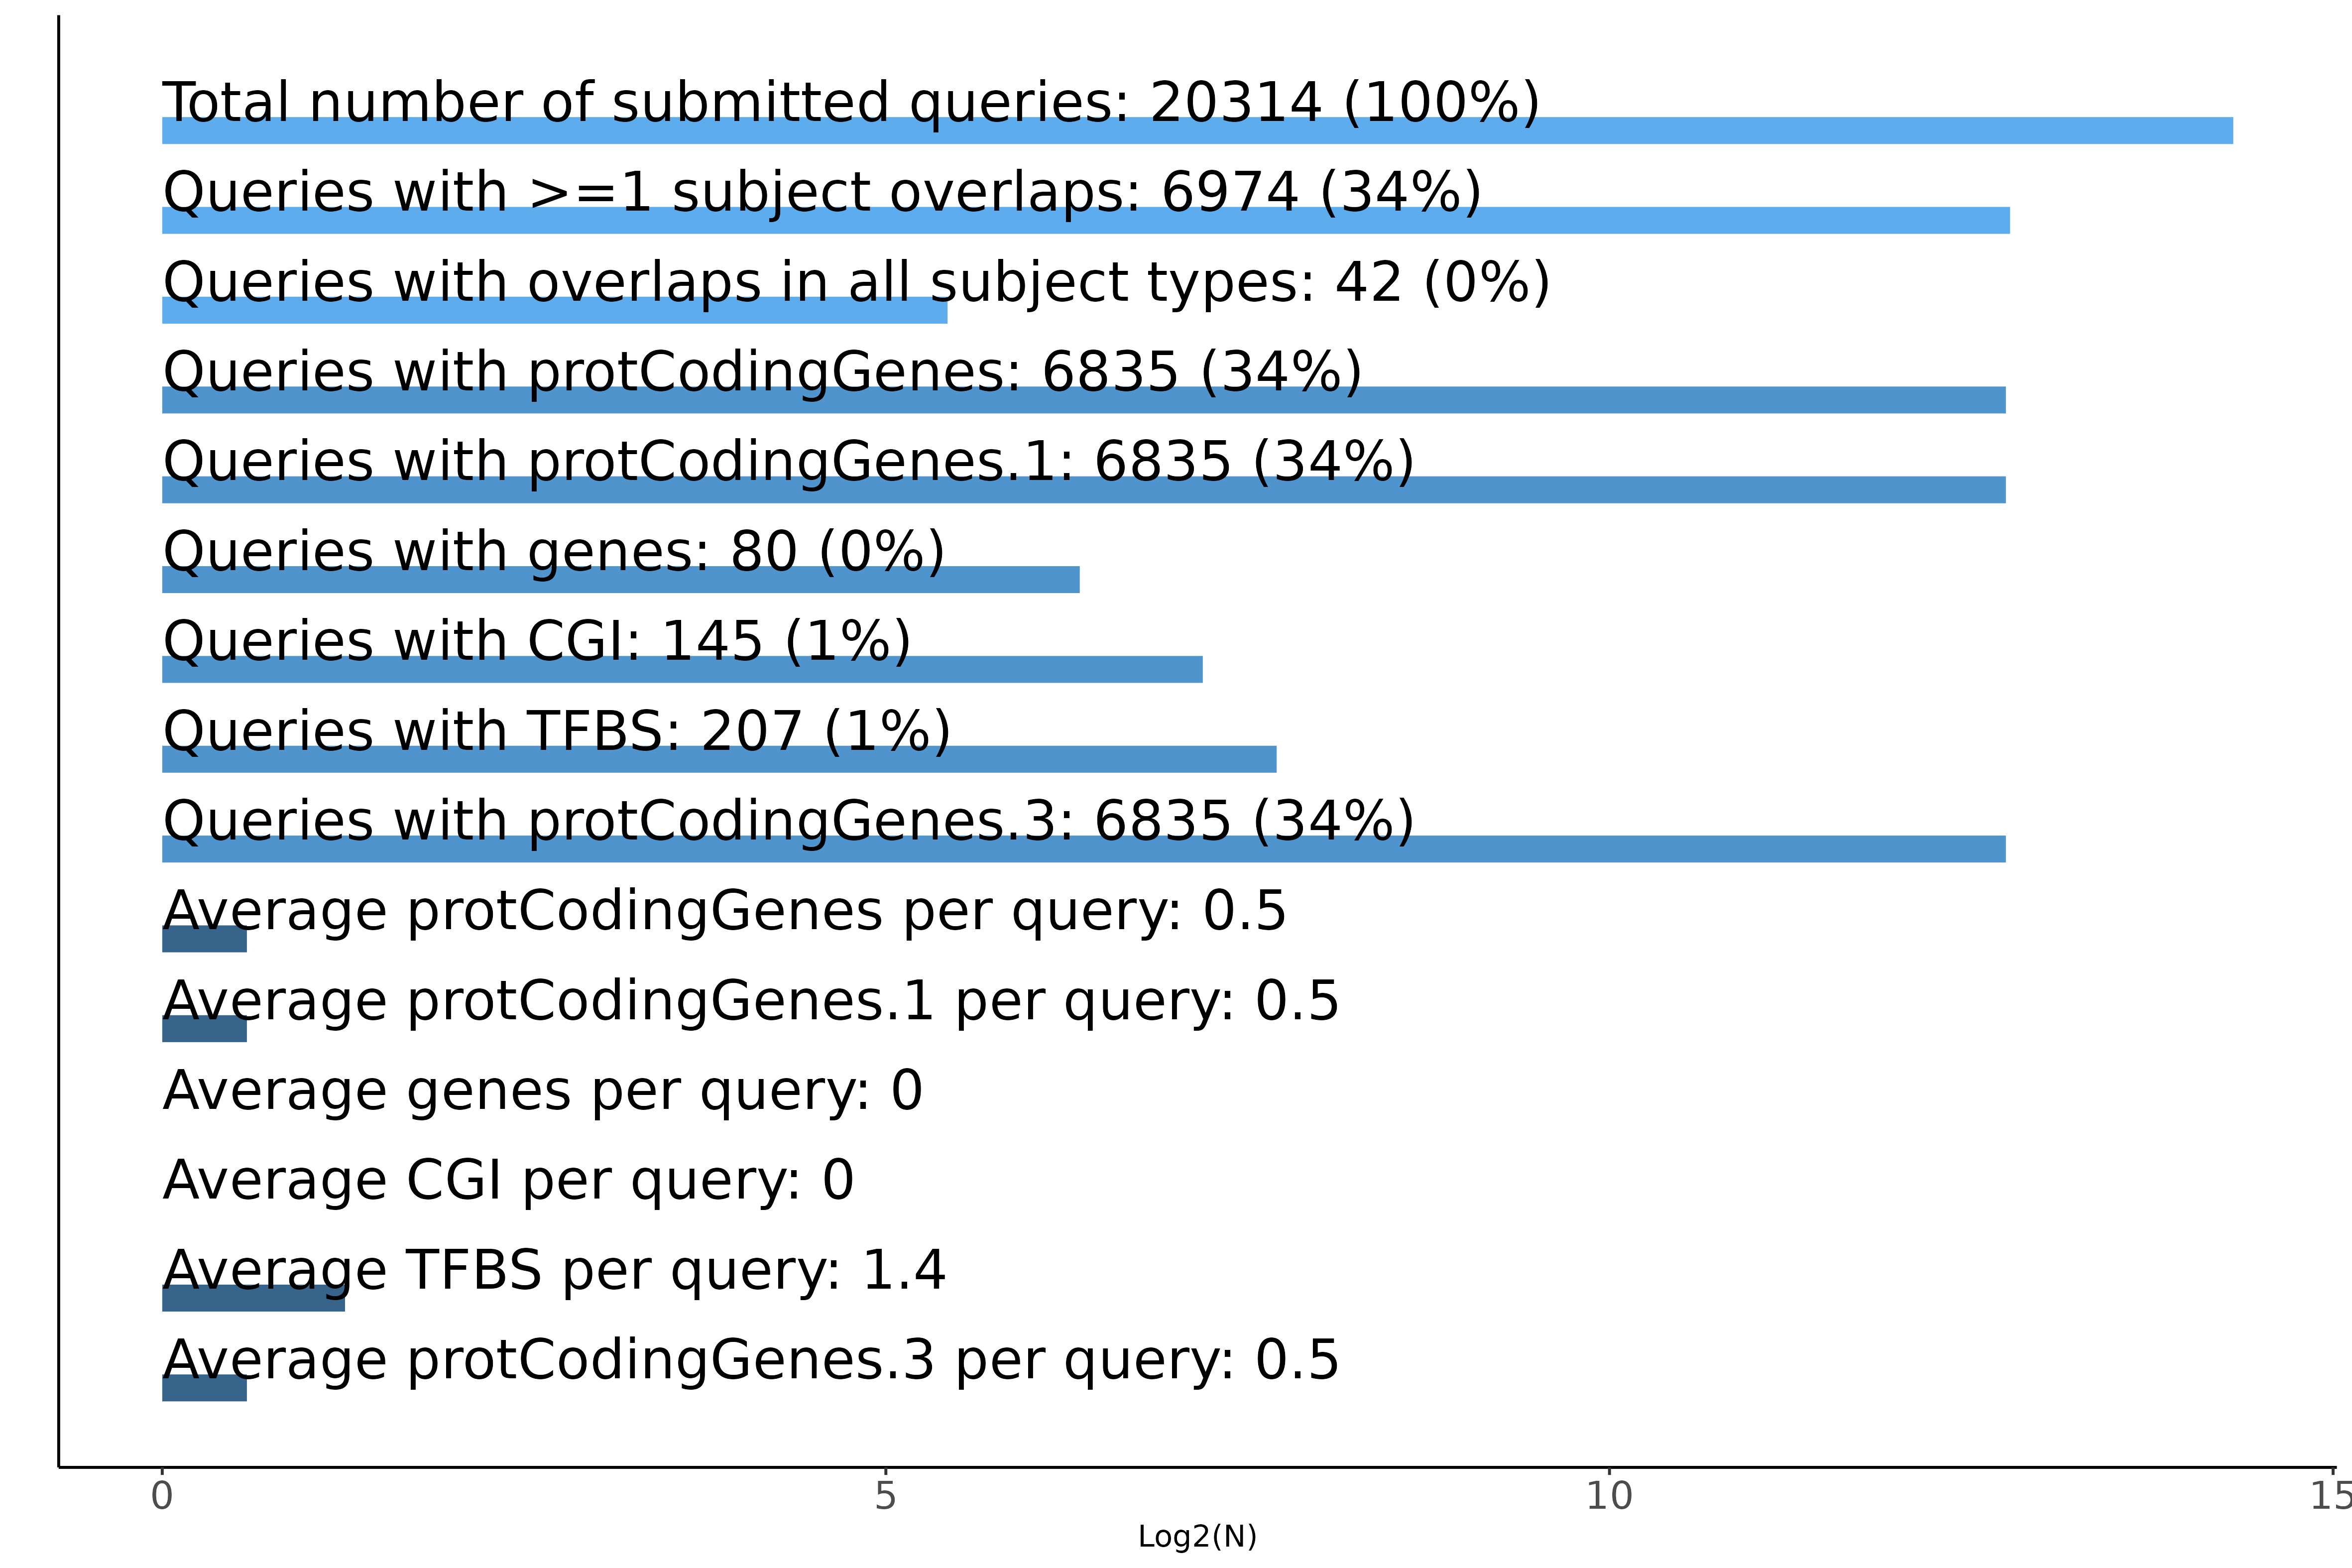 Total number of submitted queries: 20314 (100%)
Queries with >=1 subject overlaps: 6974 (34%)
Queries with overlaps in all subject types: 42 (0%)
Queries with protCodingGenes: 6835 (34%)
Queries with protCodingGenes.1: 6835 (34%)
Queries with genes: 80 (0%)
Queries with CGI: 145 (1%)
Queries with TFBS: 207 (1%)
Queries with protCodingGenes.3: 6835 (34%)
Average protCodingGenes per query: 0.5
Average protCodingGenes.1 per query: 0.5
Average genes per query: 0
Average CGI per query: 0
Average TFBS per query: 1.4
Average protCodingGenes.3 per query: 0.5
0 5 10 15
Log2(N)